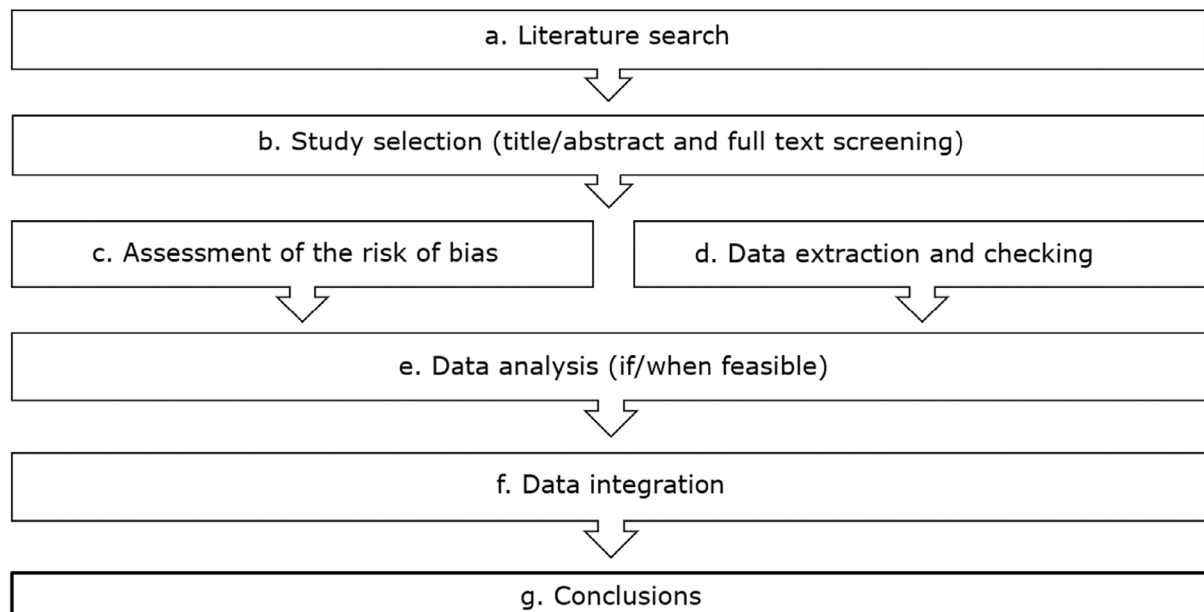 a. Literature search
b. Study selection (title/abstract and full text screening)
c. Assessment of the risk of bias
d. Data extraction and checking
e. Data analysis (if/when feasible)
f. Data integration
g. Conclusions